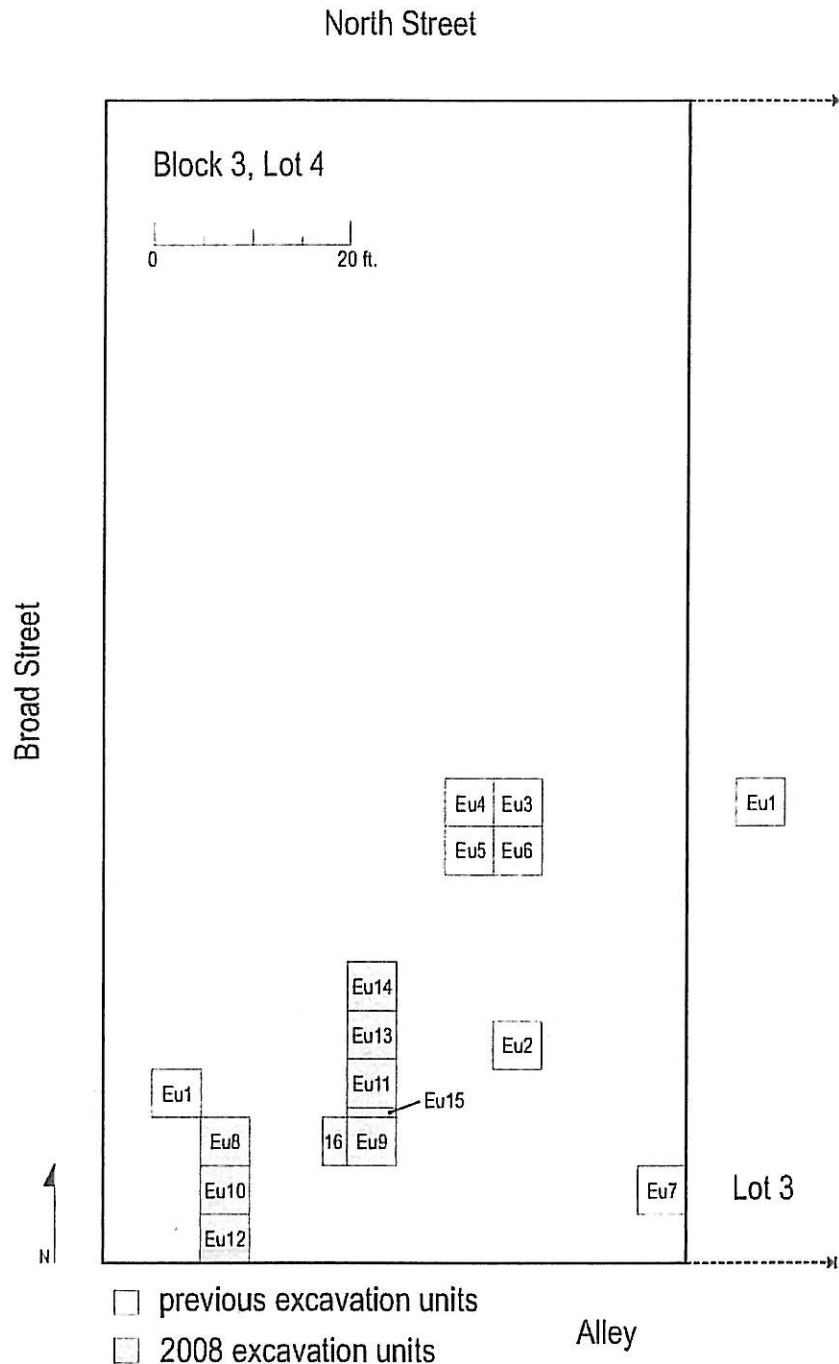 North Street
Block 3, Lot 4
0 20 ft.
Broad Street
Eu4 Eu3 Eu1
Eu5 Eu6
Eu14
Eu13 Eu2
Eu11
Eu1 Eu15
Eu8 16 Eu9
Eu10 Eu7 Lot 3
Eu12
N
previous excavation units
2008 excavation units
Alley